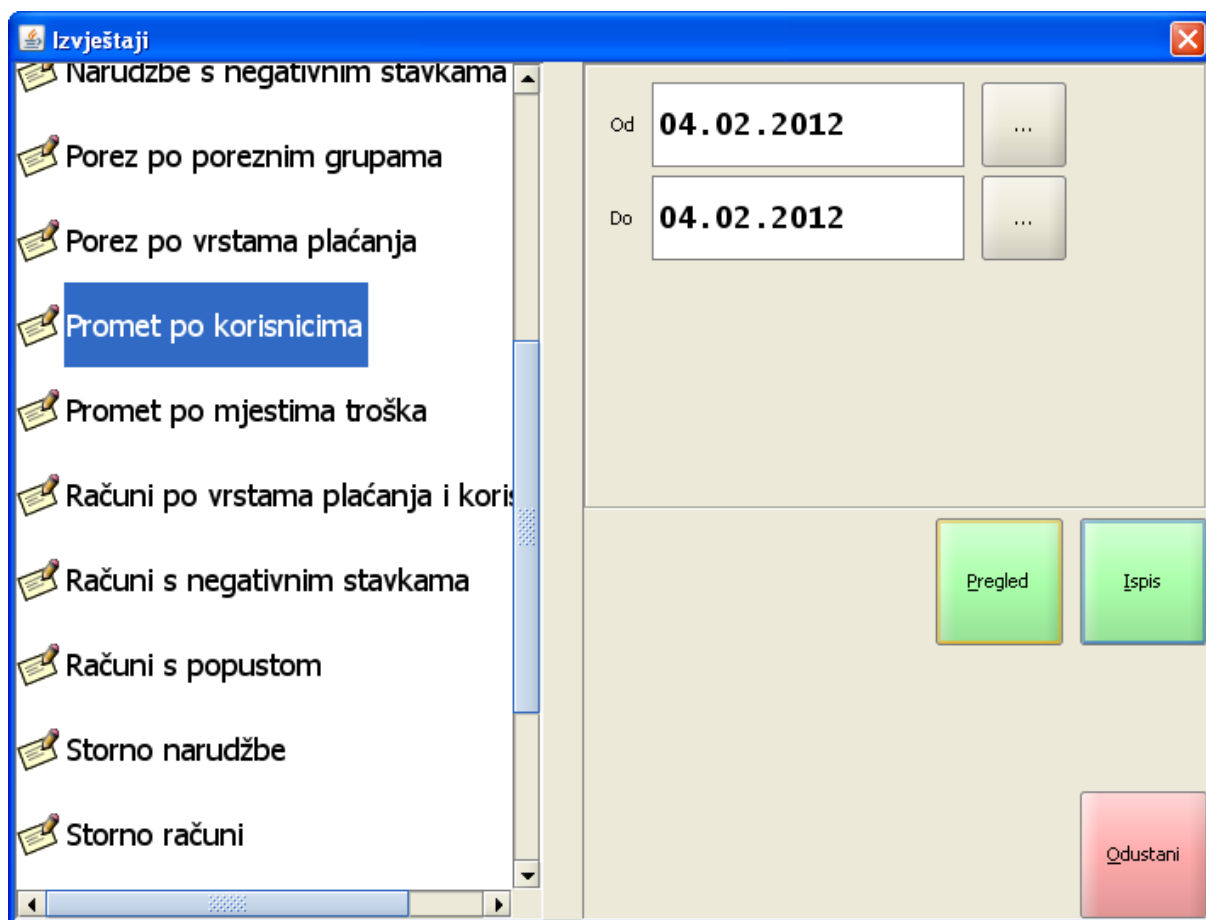 Izvještaji
Narudžbe s negativnim stavkama
Porez po poreznim grupama
Porez po vrstama plaćanja
Promet po korisnicima
Promet po mjestima troška
Računi po vrstama plaćanja i koris
Računi s negativnim stavkama
Računi s popustom
Storno narudžbe
Storno računi
Od 04.02.2012 ...
Do 04.02.2012 ...
Pregled Ispis
Odustani